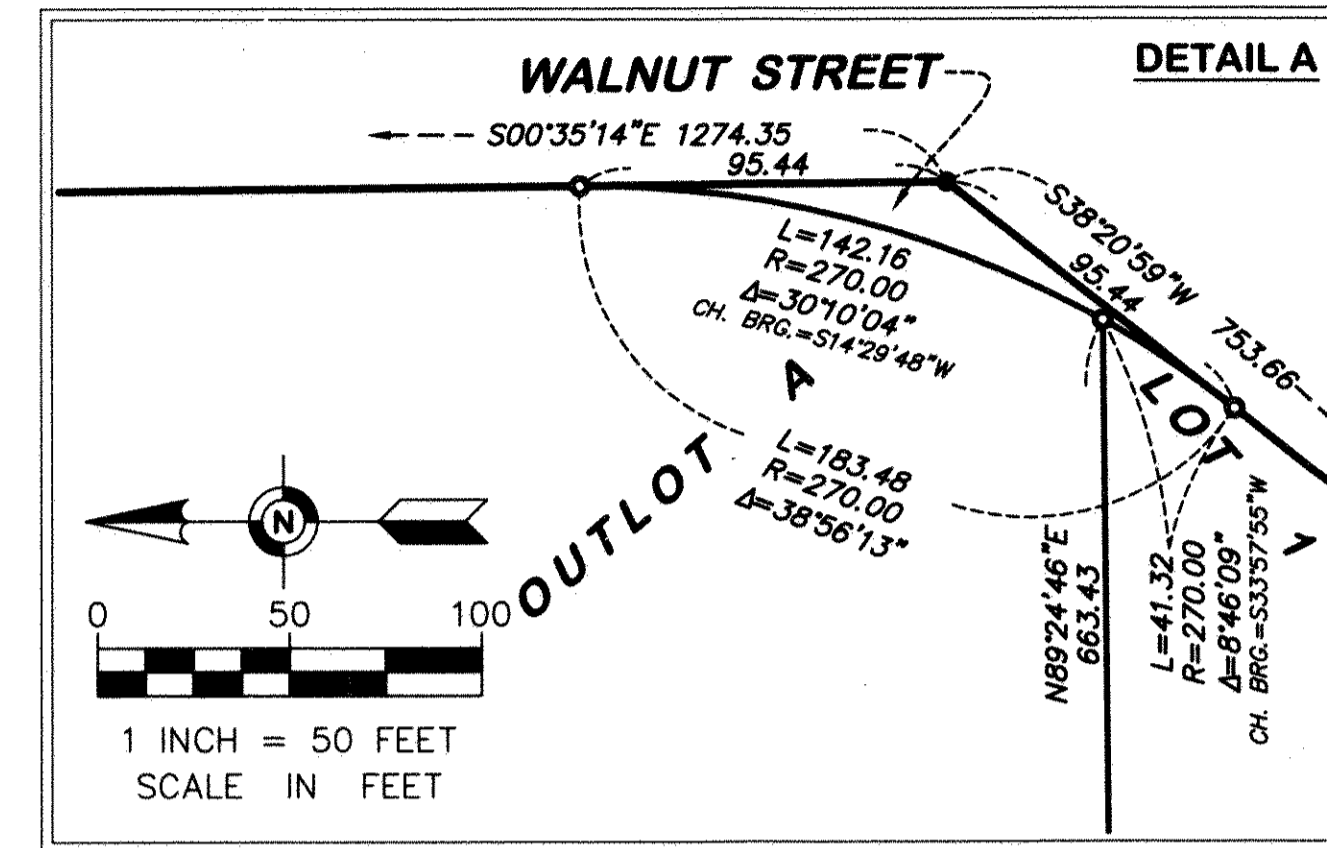 DETAIL A
WALNUT STREET
S00°35'14"E 1274.35
95.44
S38°20'59"W
95.44
753.66
L=142.16
R=270.00
Δ=30°10'04"
CH. BRG.=S14°29'48"W
OUTLOT A
L=183.48
R=270.00
Δ=38°56'13"
LOT 1
N89°24'46"E
663.43
L=41.32
R=270.00
Δ=8°46'09"
CH. BRG.=S33°57'55"W
N
0 50 100
1 INCH = 50 FEET
SCALE IN FEET